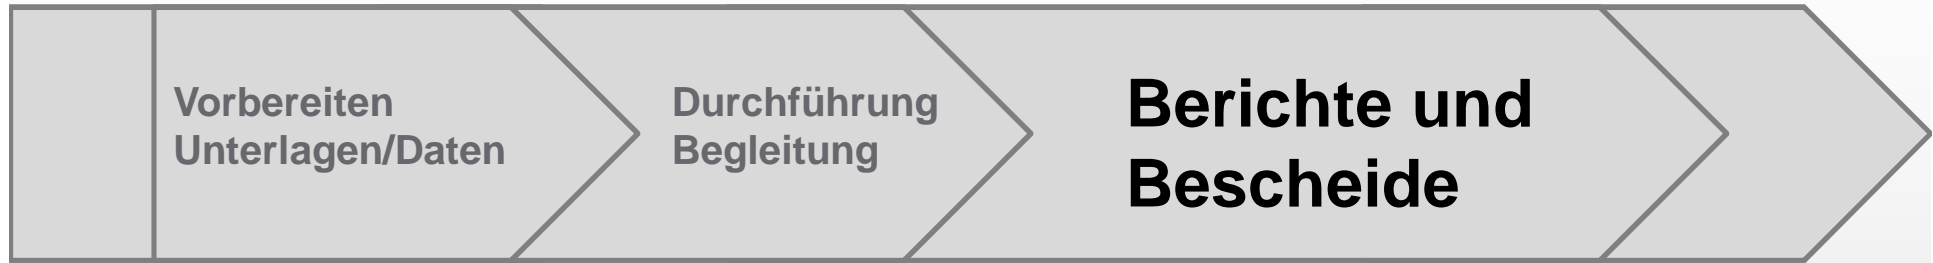 Vorbereiten
Unterlagen/Daten
Durchführung
Begleitung
Berichte und
Bescheide